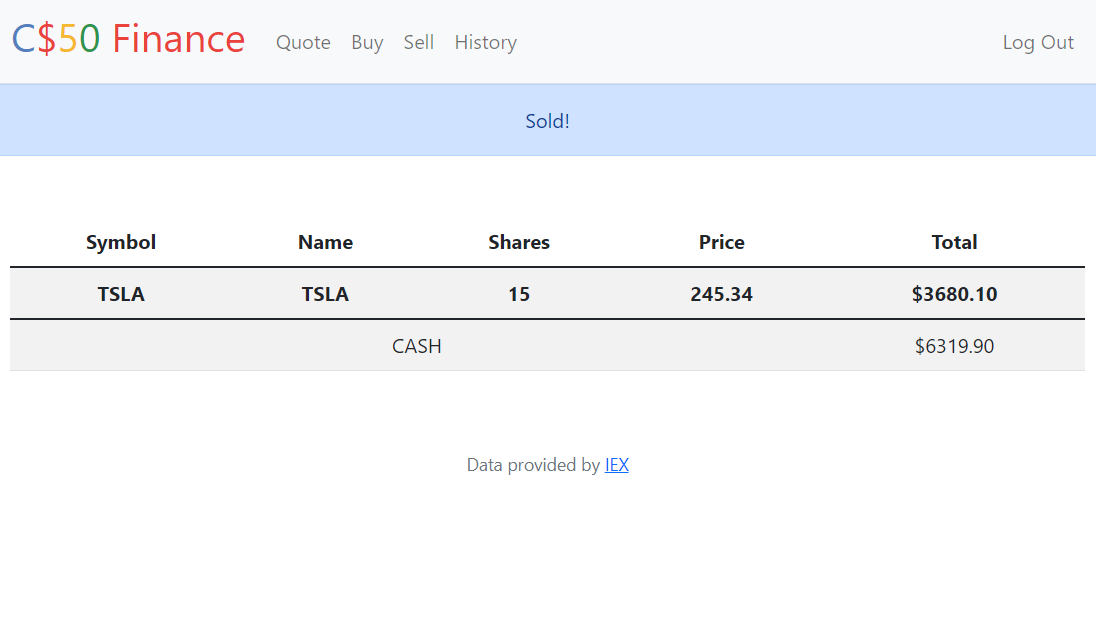 C$50 Finance Quote Buy Sell History Log Out
Sold!
Symbol Name Shares Price Total
TSLA TSLA 15 245.34 $3680.10
CASH $6319.90
Data provided by IEX